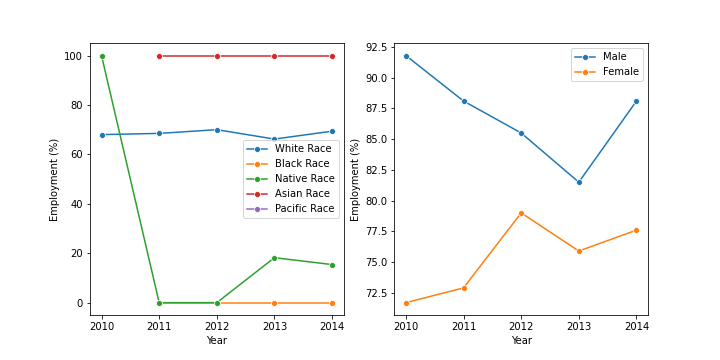 100
80
60
40
20
0
Employment (%)
2010 2011 2012 2013 2014
Year
White Race
Black Race
Native Race
Asian Race
Pacific Race
92.5
90.0
87.5
85.0
82.5
80.0
77.5
75.0
72.5
Employment (%)
2010 2011 2012 2013 2014
Year
Male
Female